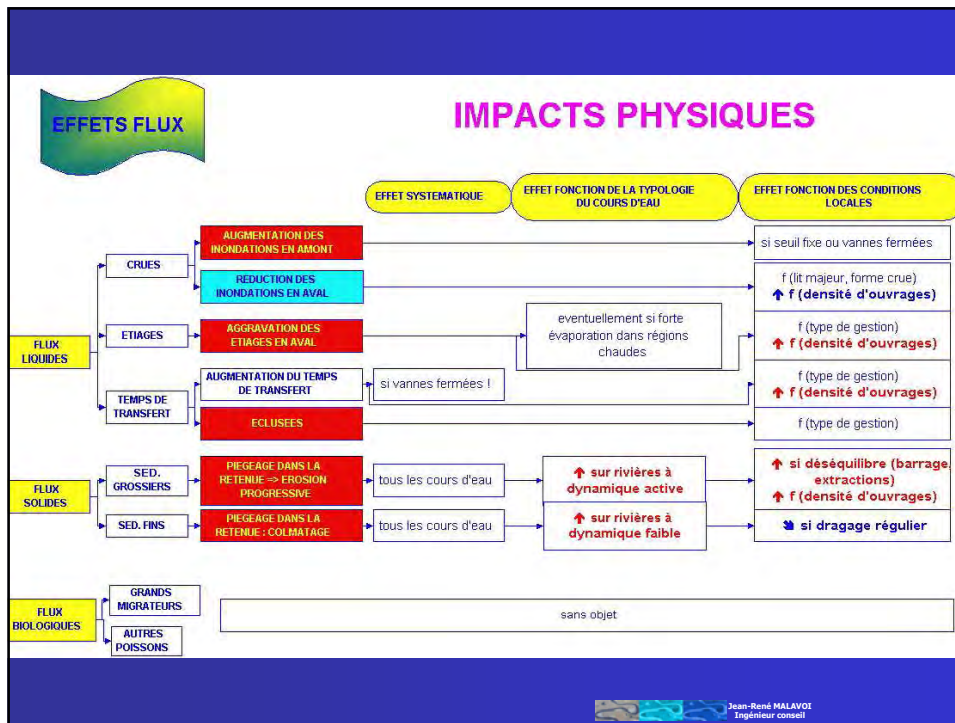 EFFETS FLUX
IMPACTS PHYSIQUES
EFFET SYSTEMATIQUE
EFFET FONCTION DE LA TYPOLOGIE
DU COURS D'EAU
EFFET FONCTION DES CONDITIONS
LOCALES
FLUX
LIQUIDES
CRUES
AUGMENTATION DES
INONDATIONS EN AMONT
si seuil fixe ou vannes fermées
REDUCTION DES
INONDATIONS EN AVAL
f (lit majeur, forme crue)
↑ f (densité d'ouvrages)
ETIAGES
AGGRAVATION DES
ETIAGES EN AVAL
eventuellement si forte
évaporation dans régions
chaudes
f (type de gestion)
↑ f (densité d'ouvrages)
TEMPS DE
TRANSFERT
AUGMENTATION DU TEMPS
DE TRANSFERT
si vannes fermées !
f (type de gestion)
↑ f (densité d'ouvrages)
ECLUSEES
f (type de gestion)
FLUX
SOLIDES
SED.
GROSSIERS
PIEGEAGE DANS LA
RETENUE => EROSION
PROGRESSIVE
tous les cours d'eau
↑ sur rivières à
dynamique active
↑ si déséquilibre (barrage,
extractions)
↑ f (densité d'ouvrages)
SED. FINS
PIEGEAGE DANS LA
RETENUE : COLMATAGE
tous les cours d'eau
↑ sur rivières à
dynamique faible
↘ si dragage régulier
FLUX
BIOLOGIQUES
GRANDS
MIGRATEURS
AUTRES
POISSONS
sans objet
Jean-René MALAVOI
Ingénieur conseil